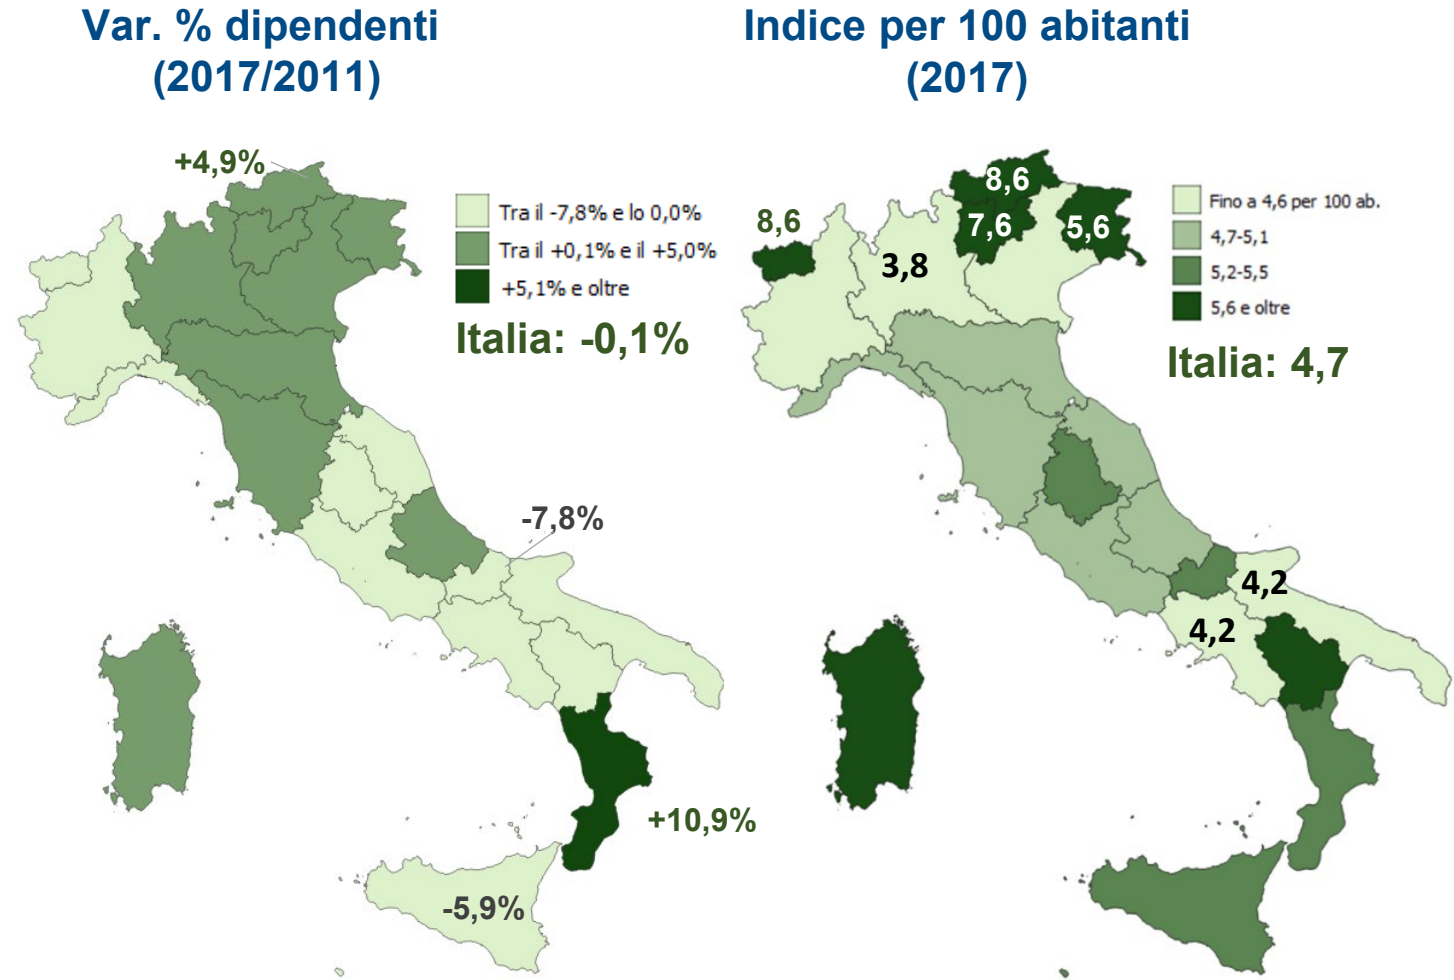 Var. % dipendenti
(2017/2011)
+4,9%
Tra il -7,8% e lo 0,0%
Tra il +0,1% e il +5,0%
+5,1% e oltre
Italia: -0,1%
-7,8%
+10,9%
-5,9%
Indice per 100 abitanti
(2017)
8,6
8,6
7,6
5,6
3,8
Fino a 4,6 per 100 ab.
4,7-5,1
5,2-5,5
5,6 e oltre
Italia: 4,7
4,2
4,2